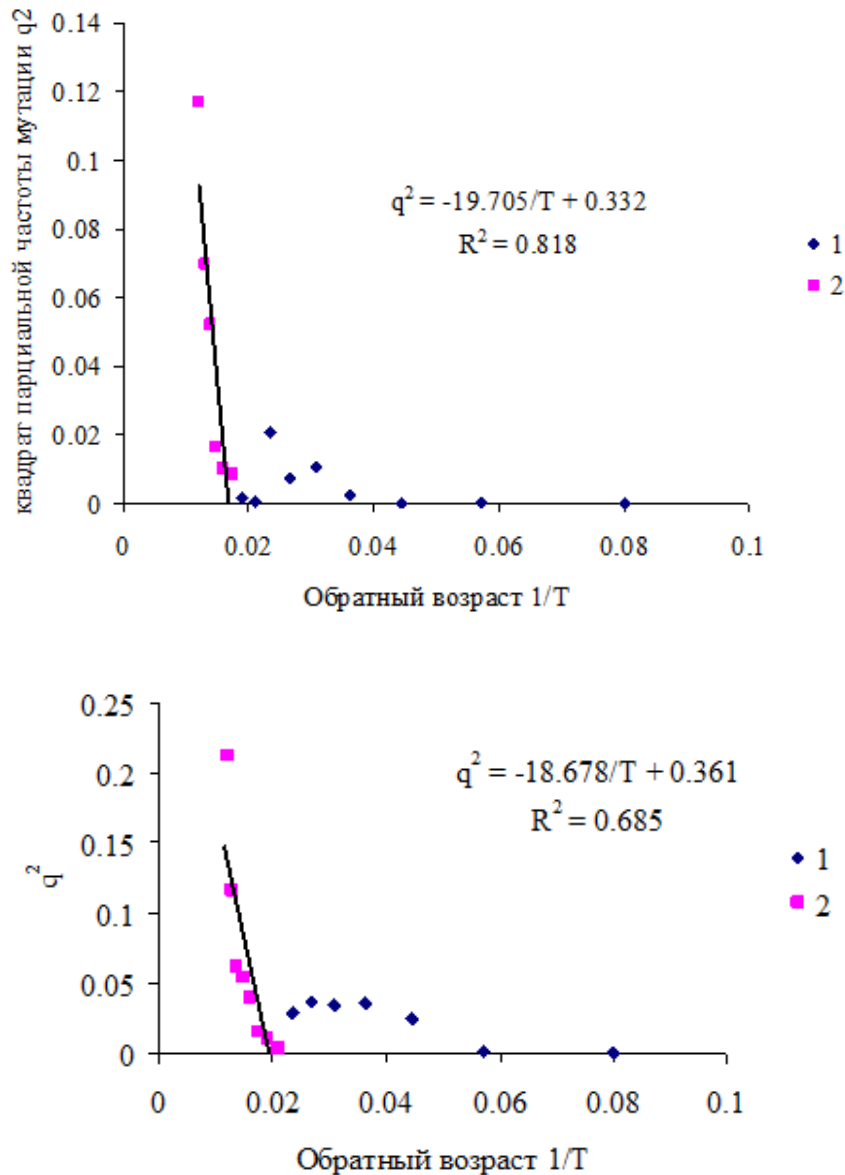 квадрат парциальной частоты мутации q2
0.14
0.12
0.1
0.08
0.06
0.04
0.02
0
q² = -19.705/T + 0.332
R² = 0.818
1
2
0 0.02 0.04 0.06 0.08 0.1
Обратный возраст 1/T
q²
0.25
0.2
0.15
0.1
0.05
0
q² = -18.678/T + 0.361
R² = 0.685
1
2
0 0.02 0.04 0.06 0.08 0.1
Обратный возраст 1/T